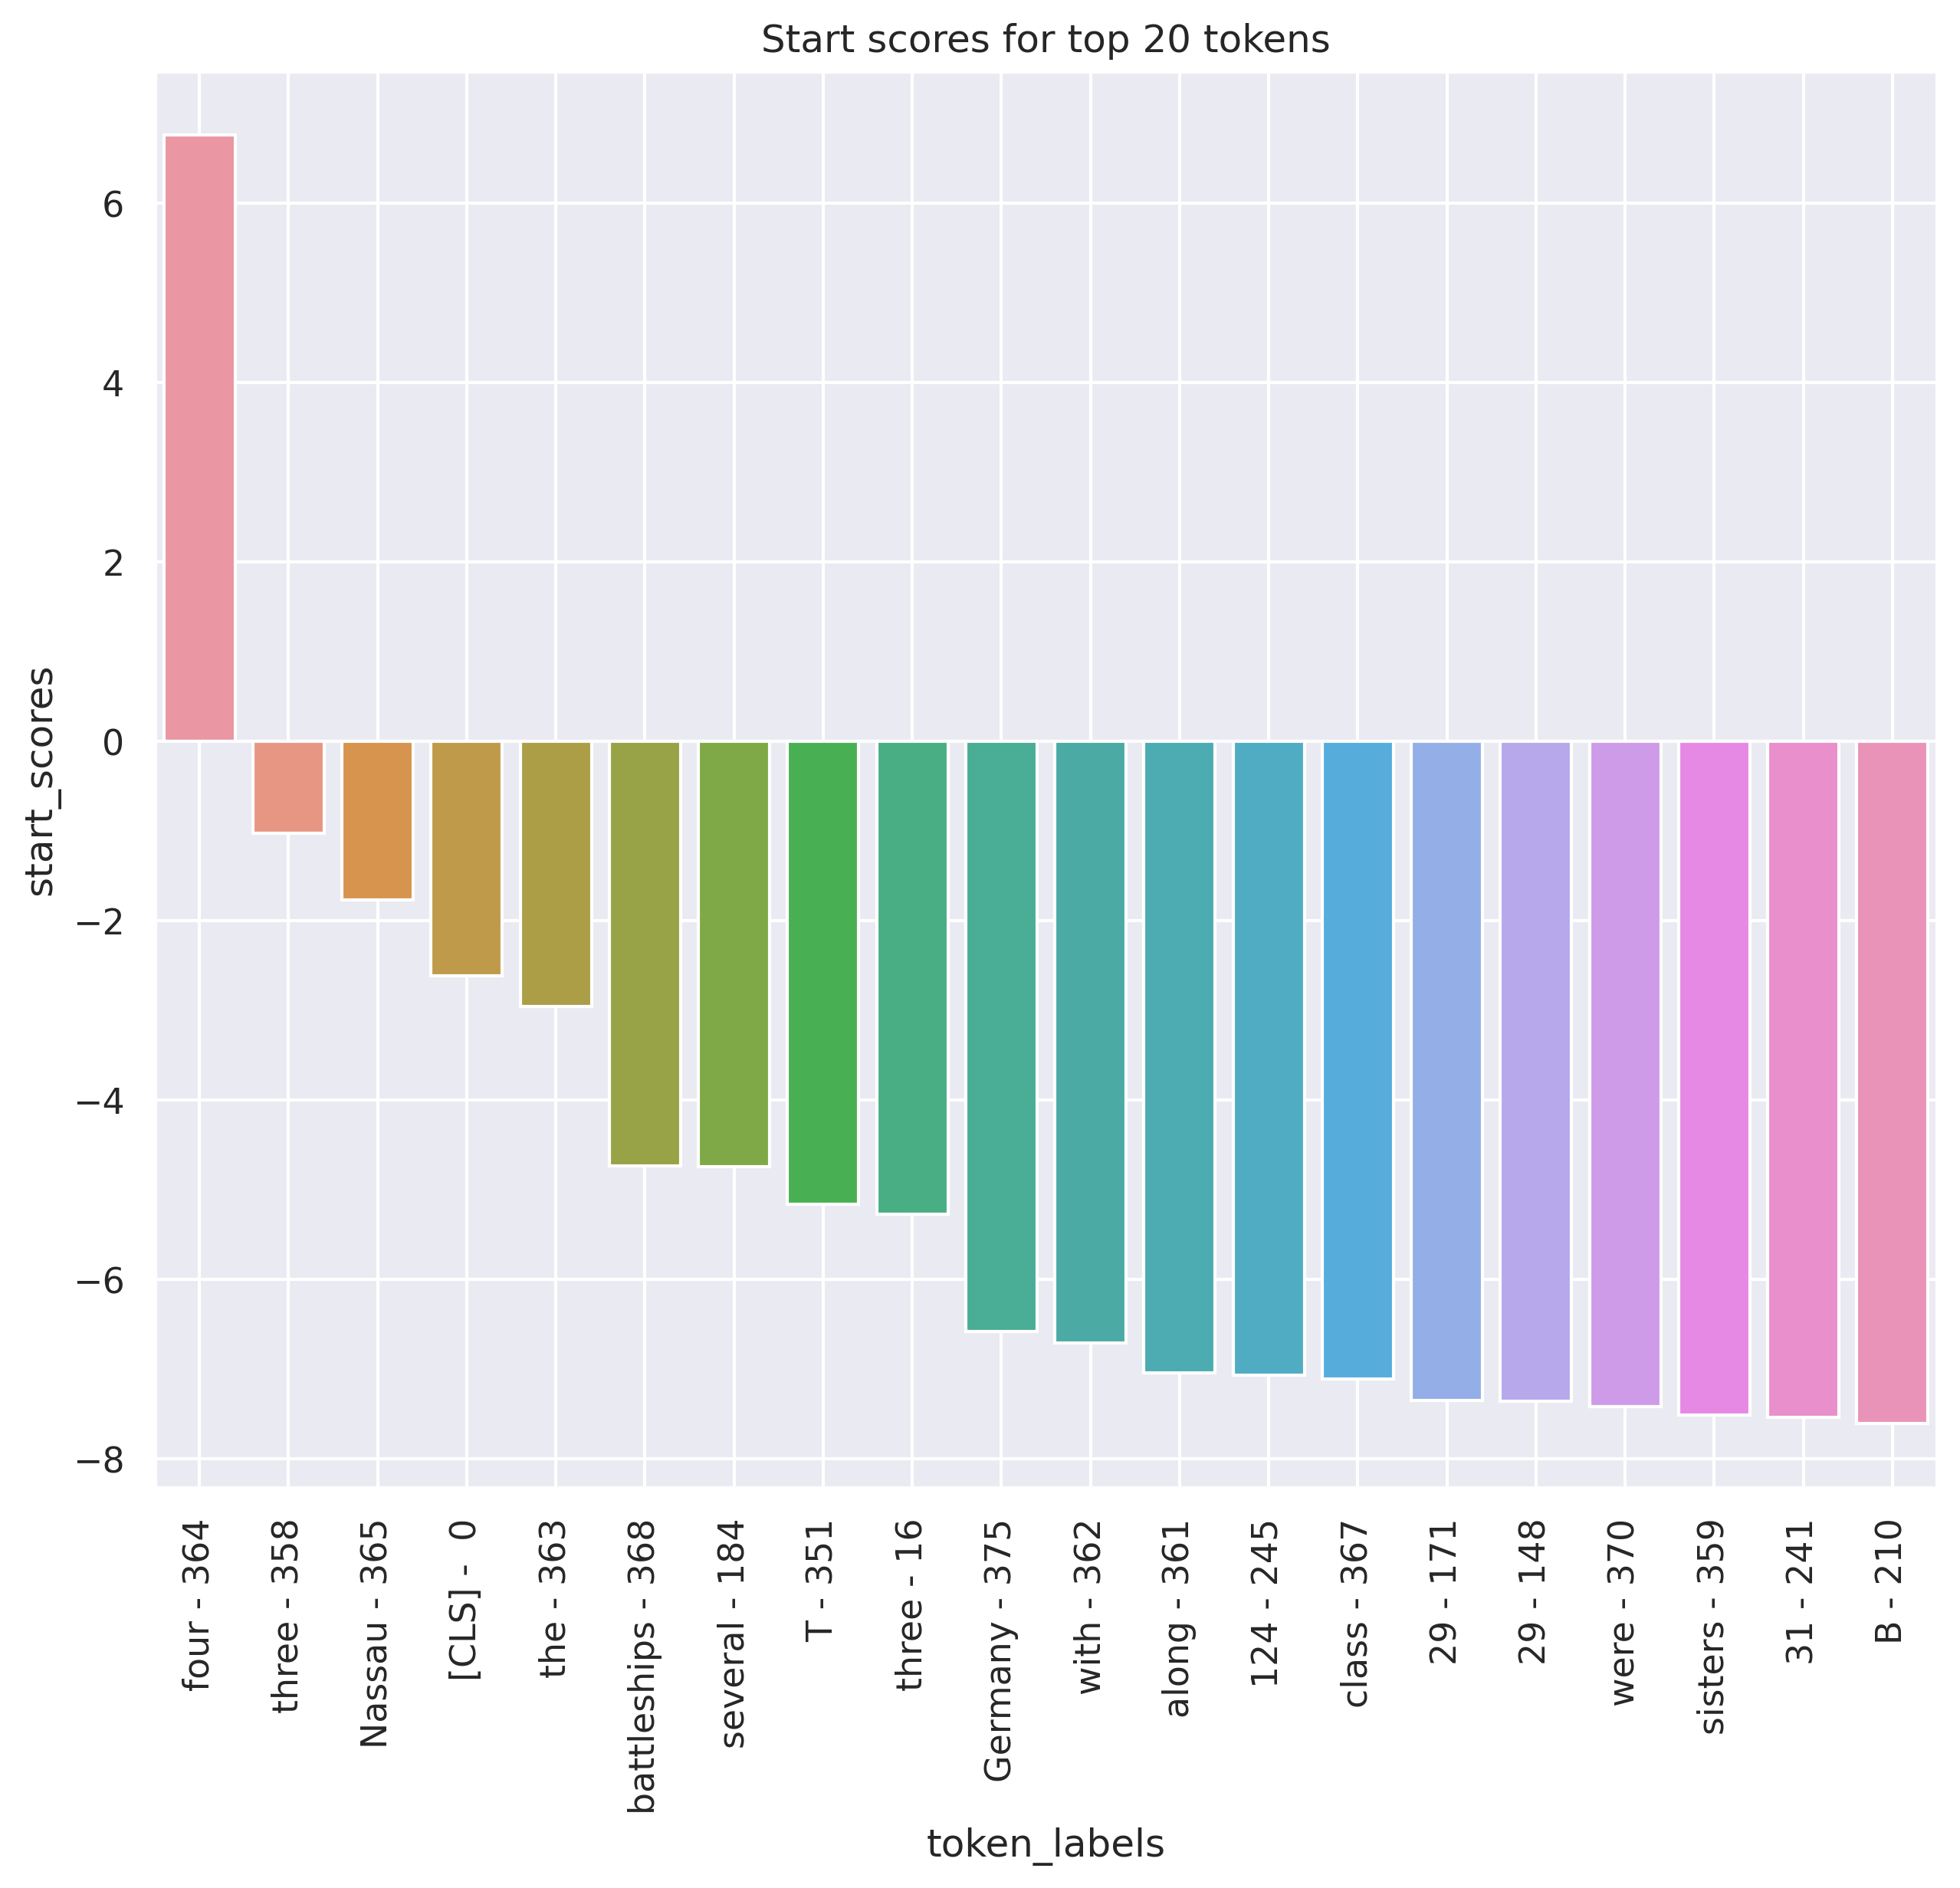 Start scores for top 20 tokens
start_scores
6
4
2
0
−2
−4
−6
−8
four - 364
three - 358
Nassau - 365
[CLS] - 0
the - 363
battleships - 368
several - 184
T - 351
three - 16
Germany - 375
with - 362
along - 361
124 - 245
class - 367
29 - 171
29 - 148
were - 370
sisters - 359
31 - 241
B - 210
token_labels